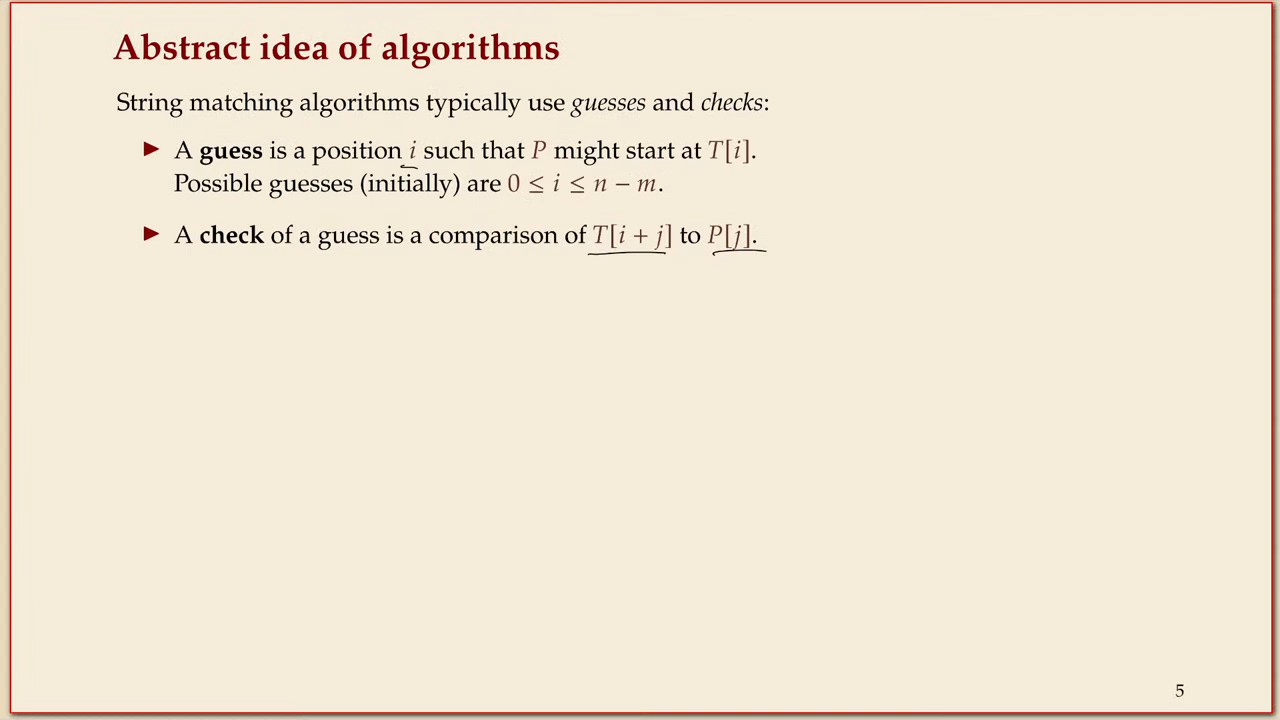 Abstract idea of algorithms
String matching algorithms typically use guesses and checks:
▶ A guess is a position i such that P might start at T[i].
Possible guesses (initially) are 0 ≤ i ≤ n − m.
▶ A check of a guess is a comparison of T[i + j] to P[j].
5